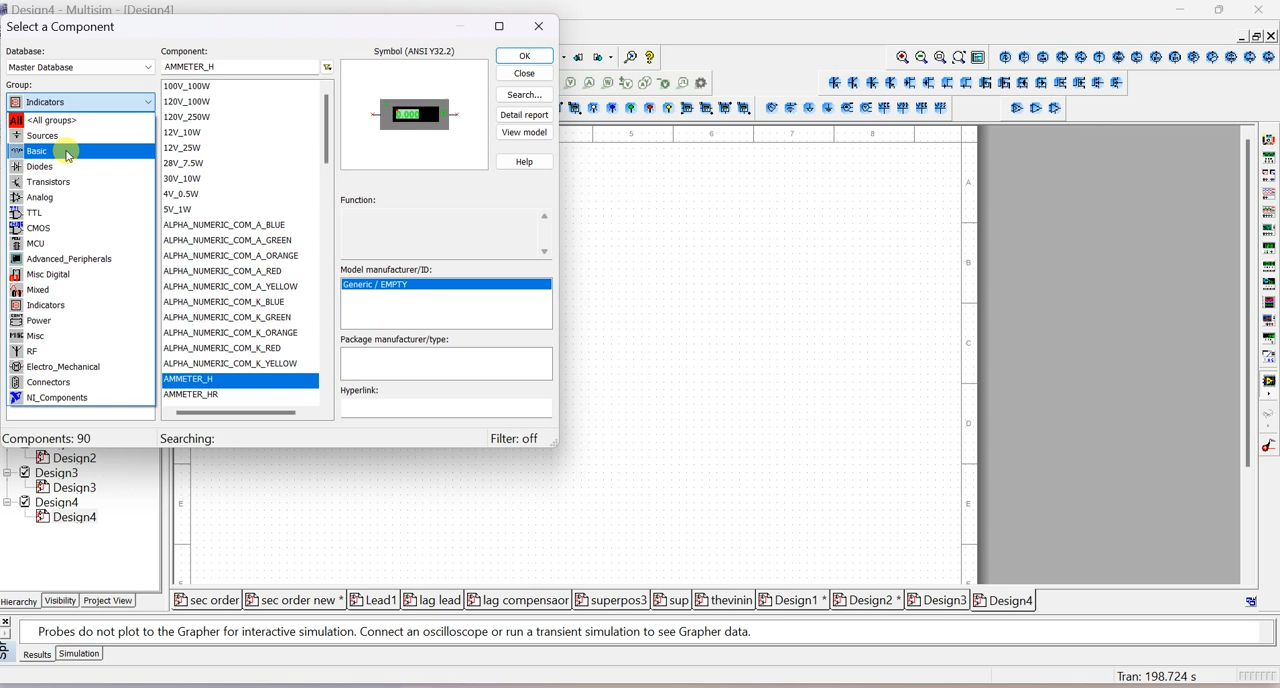 Design4 - Multisim - [Design4]
Select a Component
Database:
Master Database
Group:
Indicators
<All groups>
Sources
Basic
Diodes
Transistors
Analog
TTL
CMOS
MCU
Advanced_Peripherals
Misc Digital
Mixed
Indicators
Power
Misc
RF
Electro_Mechanical
Connectors
NI_Components
Component:
AMMETER_H
100V_100W
120V_100W
120V_250W
12V_10W
12V_25W
28V_7.5W
30V_10W
4V_0.5W
5V_1W
ALPHA_NUMERIC_COM_A_BLUE
ALPHA_NUMERIC_COM_A_GREEN
ALPHA_NUMERIC_COM_A_ORANGE
ALPHA_NUMERIC_COM_A_RED
ALPHA_NUMERIC_COM_A_YELLOW
ALPHA_NUMERIC_COM_K_BLUE
ALPHA_NUMERIC_COM_K_GREEN
ALPHA_NUMERIC_COM_K_ORANGE
ALPHA_NUMERIC_COM_K_RED
ALPHA_NUMERIC_COM_K_YELLOW
AMMETER_H
AMMETER_HR
Symbol (ANSI Y32.2)
0.000
Function:
Model manufacturer/ID:
Generic / EMPTY
Package manufacturer/type:
Hyperlink:
OK
Close
Search...
Detail report
View model
Help
Components: 90
Searching:
Filter: off
5 6 7 8
A
B
C
D
E
E
Design2
Design3
Design3
Design4
Design4
Hierarchy Visibility Project View
sec order sec order new * Lead1 lag lead lag compensaor superpos3 sup thevinin Design1 * Design2 * Design3 Design4
Probes do not plot to the Grapher for interactive simulation. Connect an oscilloscope or run a transient simulation to see Grapher data.
Results Simulation
Tran: 198.724 s